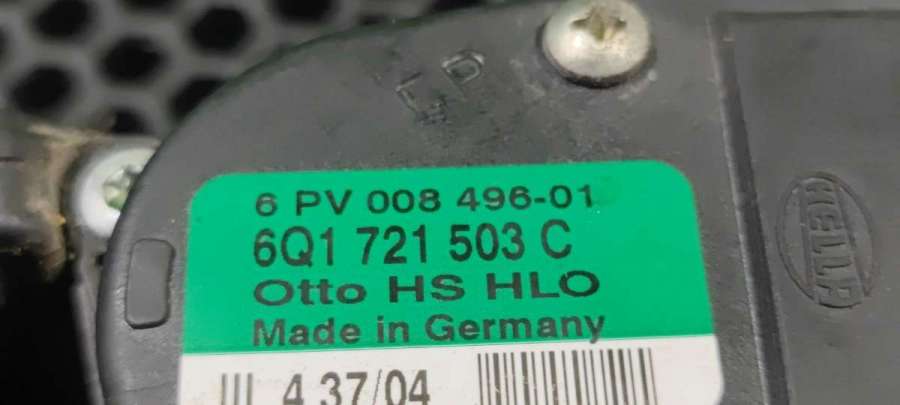 6 PV 008 496-01
6Q1 721 503 C
Otto HS HLO
Made in Germany
4 37/04
HELLA